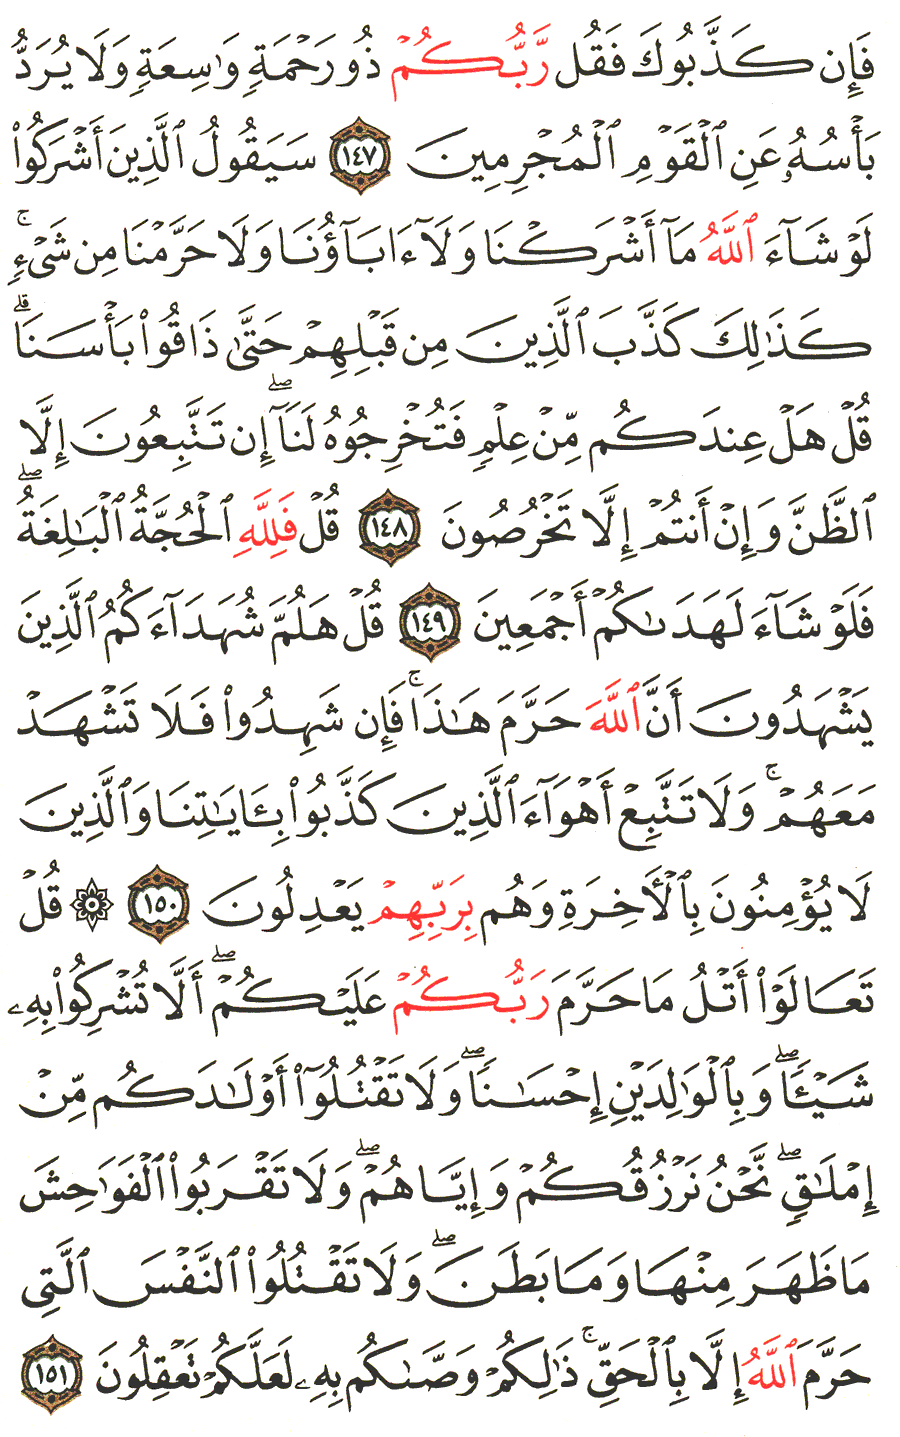 فَإِن كَذَّبُوكَ فَقُل رَّبُّكُمْ ذُو رَحْمَةٍ وَٰسِعَةٍ وَلَا يُرَدُّ
بَأْسُهُۥ عَنِ ٱلْقَوْمِ ٱلْمُجْرِمِينَ ١٤٧ سَيَقُولُ ٱلَّذِينَ أَشْرَكُوا۟
لَوْ شَآءَ ٱللَّهُ مَآ أَشْرَكْنَا وَلَآ ءَابَآؤُنَا وَلَا حَرَّمْنَا مِن شَىْءٍ ۚ
كَذَٰلِكَ كَذَّبَ ٱلَّذِينَ مِن قَبْلِهِمْ حَتَّىٰ ذَاقُوا۟ بَأْسَنَا ۗ
قُلْ هَلْ عِندَكُم مِّنْ عِلْمٍ فَتُخْرِجُوهُ لَنَآ ۖ إِن تَتَّبِعُونَ إِلَّا
ٱلظَّنَّ وَإِنْ أَنتُمْ إِلَّا تَخْرُصُونَ ١٤٨ قُلْ فَلِلَّهِ ٱلْحُجَّةُ ٱلْبَٰلِغَةُ ۖ
فَلَوْ شَآءَ لَهَدَىٰكُمْ أَجْمَعِينَ ١٤٩ قُلْ هَلُمَّ شُهَدَآءَكُمُ ٱلَّذِينَ
يَشْهَدُونَ أَنَّ ٱللَّهَ حَرَّمَ هَٰذَا ۖ فَإِن شَهِدُوا۟ فَلَا تَشْهَدْ
مَعَهُمْ ۚ وَلَا تَتَّبِعْ أَهْوَآءَ ٱلَّذِينَ كَذَّبُوا۟ بِـَٔايَٰتِنَا وَٱلَّذِينَ
لَا يُؤْمِنُونَ بِٱلْـَٔاخِرَةِ وَهُم بِرَبِّهِمْ يَعْدِلُونَ ١٥٠ ۞ قُلْ
تَعَالَوْا۟ أَتْلُ مَا حَرَّمَ رَبُّكُمْ عَلَيْكُمْ ۖ أَلَّا تُشْرِكُوا۟ بِهِۦ
شَيْـًٔا ۖ وَبِٱلْوَٰلِدَيْنِ إِحْسَٰنًا ۖ وَلَا تَقْتُلُوٓا۟ أَوْلَٰدَكُم مِّنْ
إِمْلَٰقٍ ۖ نَّحْنُ نَرْزُقُكُمْ وَإِيَّاهُمْ ۖ وَلَا تَقْرَبُوا۟ ٱلْفَوَٰحِشَ
مَا ظَهَرَ مِنْهَا وَمَا بَطَنَ ۖ وَلَا تَقْتُلُوا۟ ٱلنَّفْسَ ٱلَّتِى
حَرَّمَ ٱللَّهُ إِلَّا بِٱلْحَقِّ ۚ ذَٰلِكُمْ وَصَّىٰكُم بِهِۦ لَعَلَّكُمْ تَعْقِلُونَ ١٥١